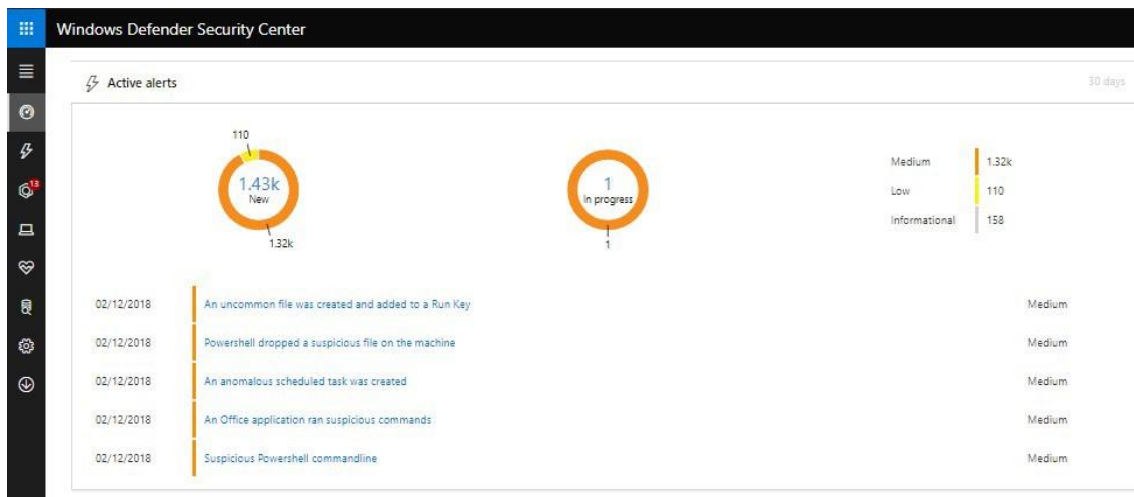 Windows Defender Security Center
Active alerts
30 days
110
1.43k
New
1.32k
1
In progress
1
Medium 1.32k
Low 110
Informational 158
13
02/12/2018 An uncommon file was created and added to a Run Key Medium
02/12/2018 Powershell dropped a suspicious file on the machine Medium
02/12/2018 An anomalous scheduled task was created Medium
02/12/2018 An Office application ran suspicious commands Medium
02/12/2018 Suspicious Powershell commandline Medium